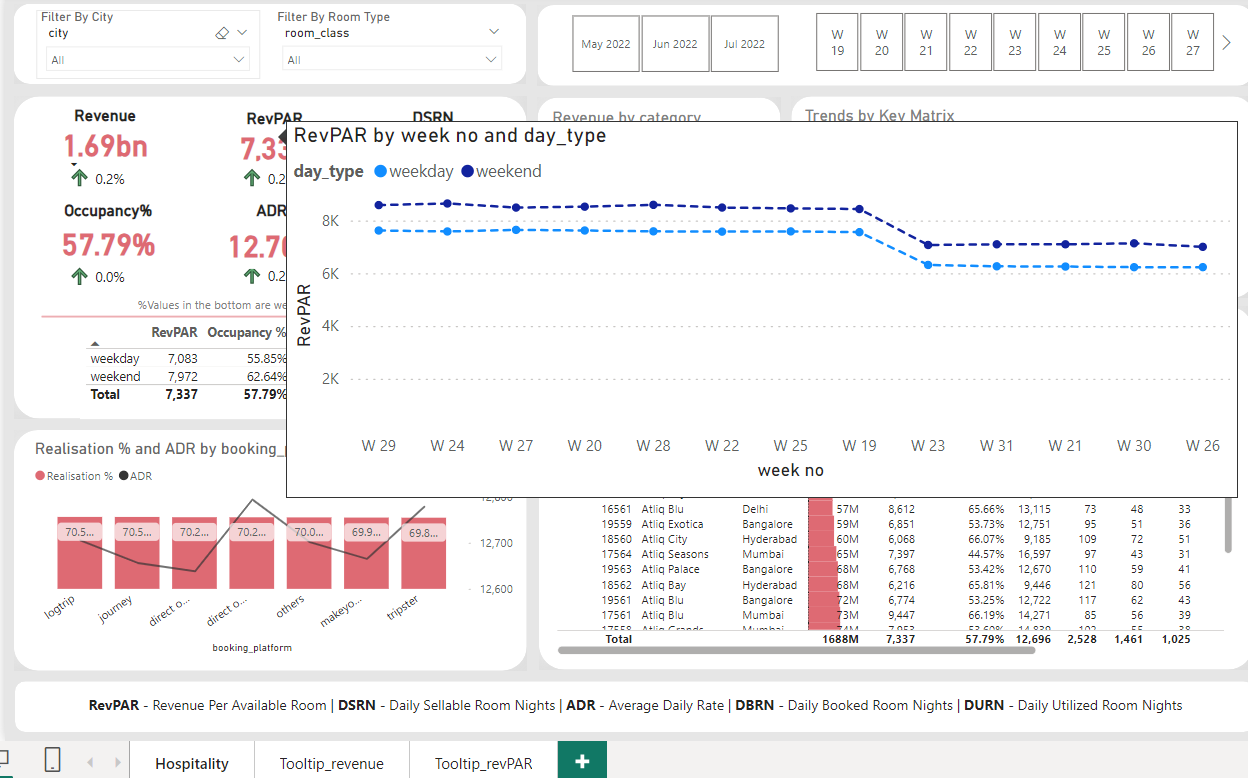 Filter By City
city
All
Filter By Room Type
room_class
All
May 2022
Jun 2022
Jul 2022
W 19
W 20
W 21
W 22
W 23
W 24
W 25
W 26
W 27
Revenue
1.69bn
0.2%
RevPAR
7,33
0.2
DSRN
Occupancy%
57.79%
0.0%
ADR
12.70
0.2
%Values in the bottom are we
RevPAR Occupancy %
weekday 7,083 55.85%
weekend 7,972 62.64%
Total 7,337 57.79%
Revenue by category
Trends by Key Matrix
RevPAR by week no and day_type
day_type weekday weekend
8K
6K
4K
2K
RevPAR
W 29 W 24 W 27 W 20 W 28 W 22 W 25 W 19 W 23 W 31 W 21 W 30 W 26
week no
Realisation % and ADR by booking_
Realisation % ADR
70.5... 70.5... 70.2... 70.2... 70.0... 69.9... 69.8...
12,800
12,700
12,600
logtrip journey direct o... direct o... others makeyo... tripster
booking_platform
16561 Atliq Blu Delhi 57M 8,612 65.66% 13,115 73 48 33
19559 Atliq Exotica Bangalore 59M 6,851 53.73% 12,751 95 51 36
18560 Atliq City Hyderabad 60M 6,068 66.07% 9,185 109 72 51
17564 Atliq Seasons Mumbai 65M 7,397 44.57% 16,597 97 43 31
19563 Atliq Palace Bangalore 68M 6,768 53.42% 12,670 110 59 41
18562 Atliq Bay Hyderabad 68M 6,216 65.81% 9,446 121 80 56
19561 Atliq Blu Bangalore 72M 6,774 53.25% 12,722 117 62 43
17561 Atliq Blu Mumbai 73M 9,447 66.19% 14,271 85 56 39
17558 Atliq Grands Mumbai 74M 7,953 53.60% 14,839 102 55 38
Total 1688M 7,337 57.79% 12,696 2,528 1,461 1,025
RevPAR - Revenue Per Available Room | DSRN - Daily Sellable Room Nights | ADR - Average Daily Rate | DBRN - Daily Booked Room Nights | DURN - Daily Utilized Room Nights
Hospitality
Tooltip_revenue
Tooltip_revPAR